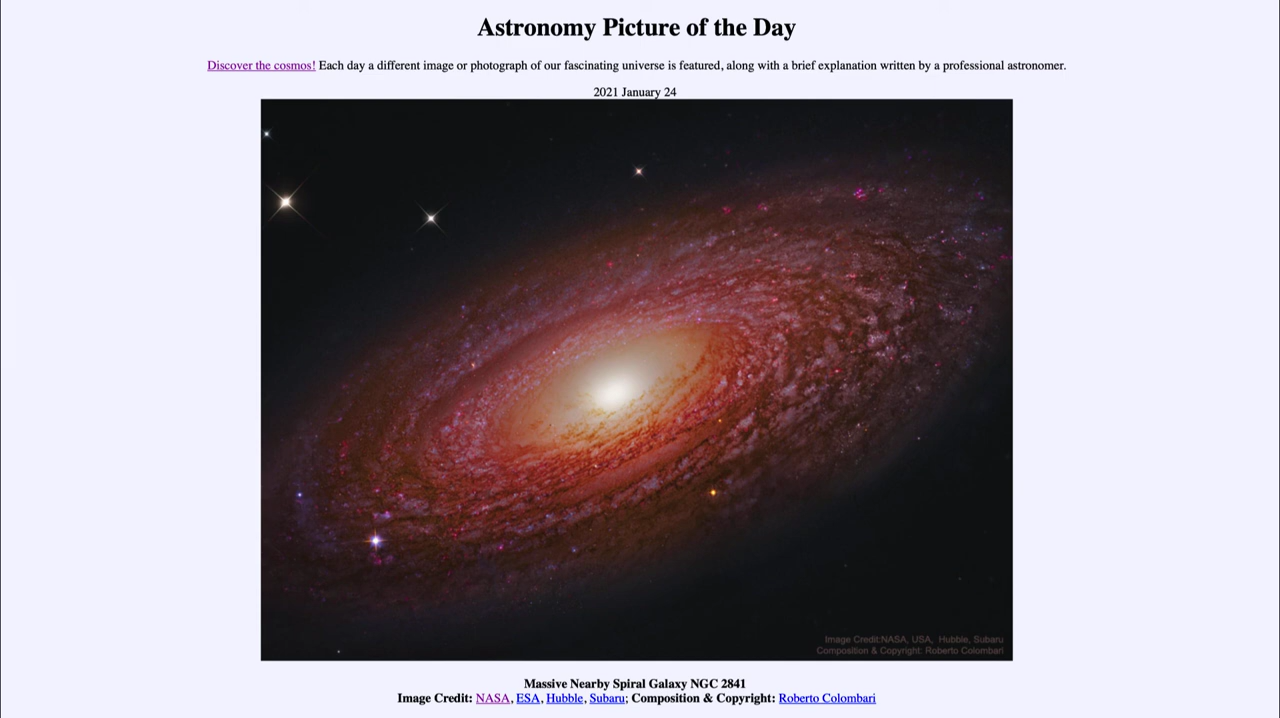 Astronomy Picture of the Day
Discover the cosmos! Each day a different image or photograph of our fascinating universe is featured, along with a brief explanation written by a professional astronomer.
2021 January 24
Image Credit:NASA, USA, Hubble, Subaru
Composition & Copyright: Roberto Colombari
Massive Nearby Spiral Galaxy NGC 2841
Image Credit: NASA, ESA, Hubble, Subaru; Composition & Copyright: Roberto Colombari